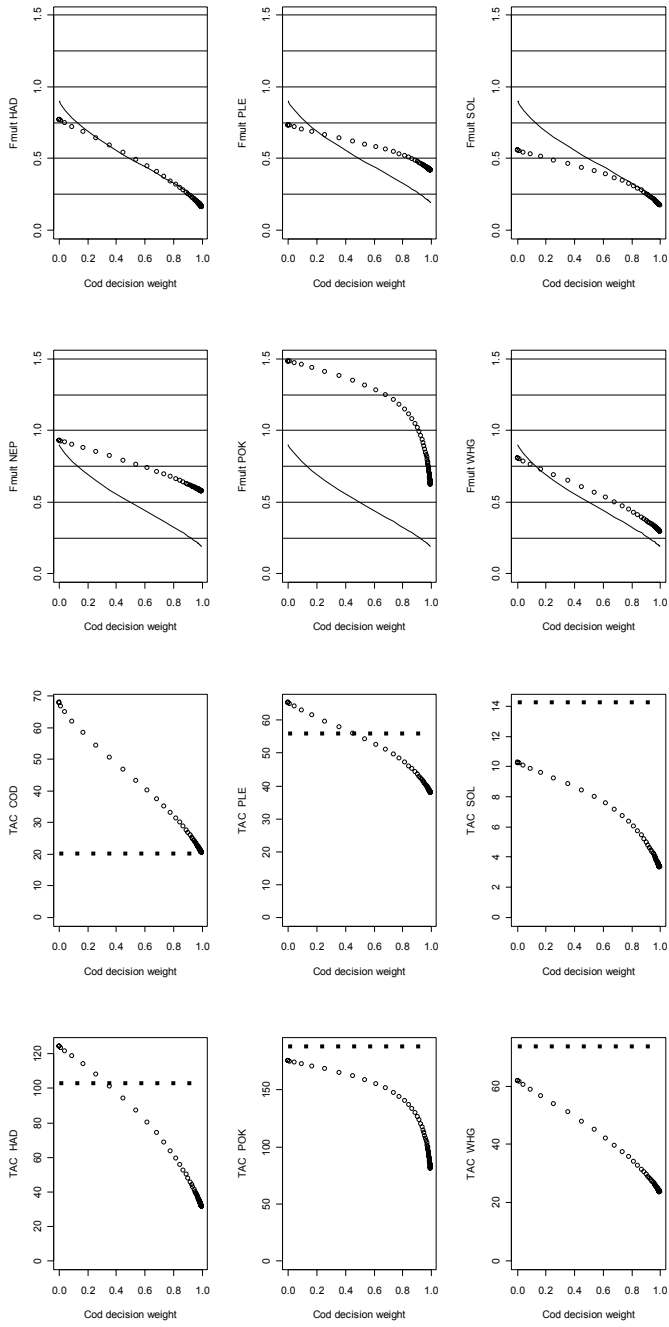 Fmult HAD
0.0 0.5 1.0 1.5
0.0 0.2 0.4 0.6 0.8 1.0
Cod decision weight
Fmult PLE
0.0 0.5 1.0 1.5
0.0 0.2 0.4 0.6 0.8 1.0
Cod decision weight
Fmult SOL
0.0 0.5 1.0 1.5
0.0 0.2 0.4 0.6 0.8 1.0
Cod decision weight
Fmult NEP
0.0 0.5 1.0 1.5
0.0 0.2 0.4 0.6 0.8 1.0
Cod decision weight
Fmult POK
0.0 0.5 1.0 1.5
0.0 0.2 0.4 0.6 0.8 1.0
Cod decision weight
Fmult WHG
0.0 0.5 1.0 1.5
0.0 0.2 0.4 0.6 0.8 1.0
Cod decision weight
TAC COD
0 10 20 30 40 50 60 70
0.0 0.2 0.4 0.6 0.8 1.0
Cod decision weight
TAC PLE
0 10 20 30 40 50 60
0.0 0.2 0.4 0.6 0.8 1.0
Cod decision weight
TAC SOL
0 2 4 6 8 10 12 14
0.0 0.2 0.4 0.6 0.8 1.0
Cod decision weight
TAC HAD
0 20 40 60 80 100 120
0.0 0.2 0.4 0.6 0.8 1.0
Cod decision weight
TAC POK
0 50 100 150
0.0 0.2 0.4 0.6 0.8 1.0
Cod decision weight
TAC WHG
0 20 40 60
0.0 0.2 0.4 0.6 0.8 1.0
Cod decision weight